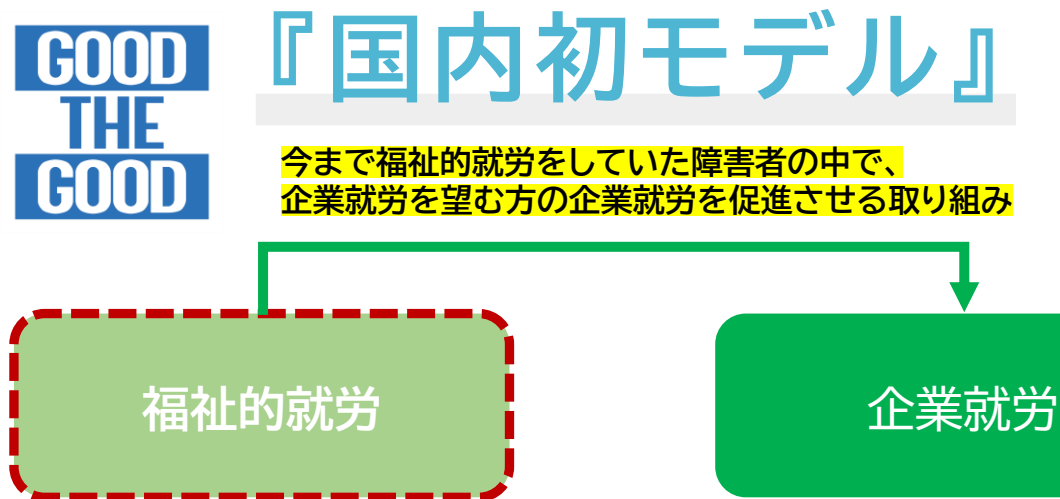 GOOD
THE
GOOD
『国内初モデル』
今まで福祉的就労をしていた障害者の中で、
企業就労を望む方の企業就労を促進させる取り組み
福祉的就労
企業就労